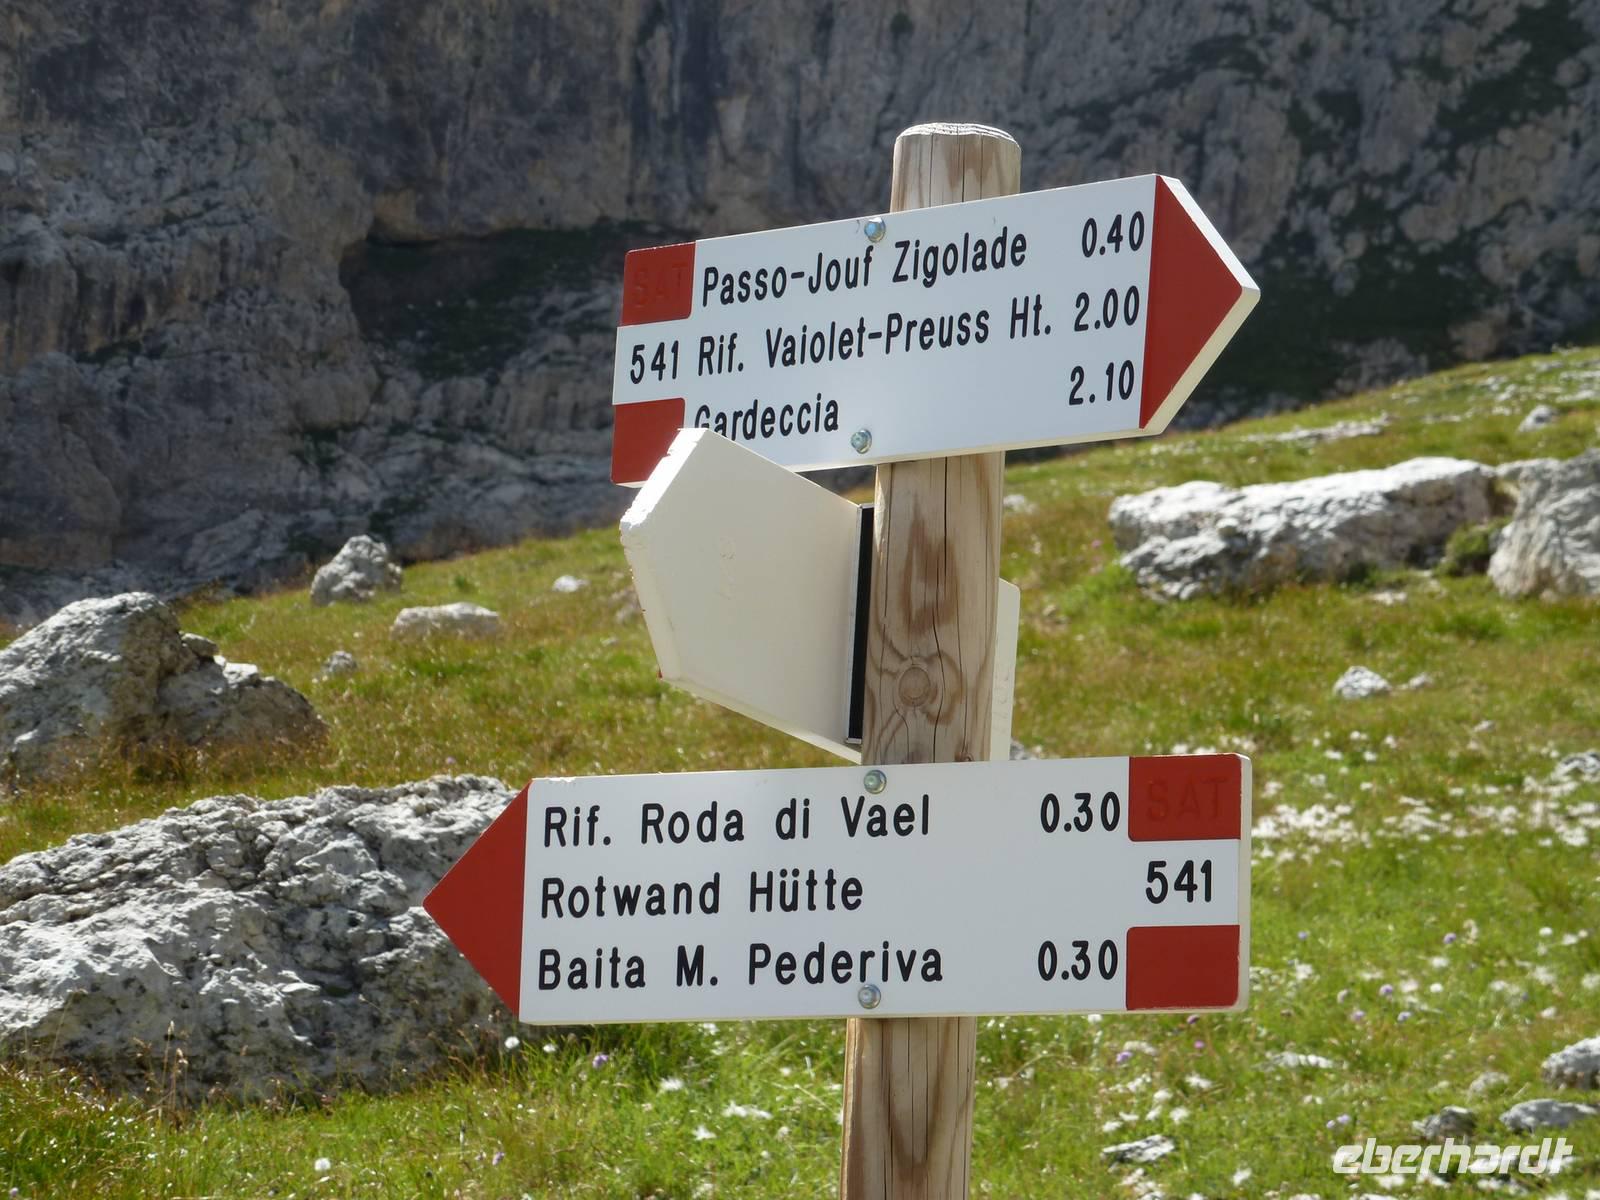 SAT Passo-Jouf Zigolade 0.40
541 Rif. Vaiolet-Preuss Ht. 2.00
Gardeccia 2.10
Rif. Roda di Vael 0.30 SAT
Rotwand Hütte 541
Baita M. Pederiva 0.30
eberhardt